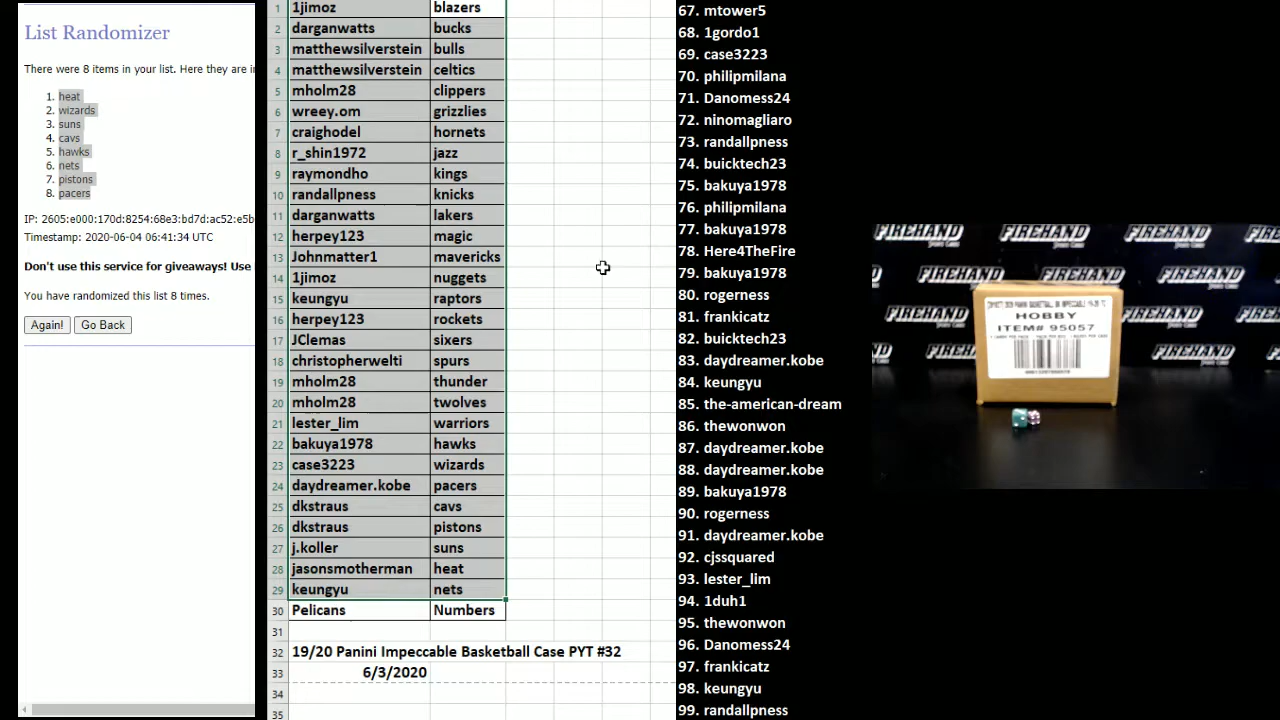 List Randomizer
There were 8 items in your list. Here they are i
1. heat
2. wizards
3. suns
4. cavs
5. hawks
6. nets
7. pistons
8. pacers
IP: 2605:e000:170d:8254:68e3:bd7d:ac52:e5b
Timestamp: 2020-06-04 06:41:34 UTC
Don't use this service for giveaways! Use
You have randomized this list 8 times.
Again! Go Back
1 1jimoz blazers
2 darganwatts bucks
3 matthewsilverstein bulls
4 matthewsilverstein celtics
5 mholm28 clippers
6 wreey.om grizzlies
7 craighodel hornets
8 r_shin1972 jazz
9 raymondho kings
10 randallpness knicks
11 darganwatts lakers
12 herpey123 magic
13 Johnmatter1 mavericks
14 1jimoz nuggets
15 keungyu raptors
16 herpey123 rockets
17 JClemas sixers
18 christopherwelti spurs
19 mholm28 thunder
20 mholm28 twolves
21 lester_lim warriors
22 bakuya1978 hawks
23 case3223 wizards
24 daydreamer.kobe pacers
25 dkstraus cavs
26 dkstraus pistons
27 j.koller suns
28 jasonsmotherman heat
29 keungyu nets
30 Pelicans Numbers
31
32 19/20 Panini Impeccable Basketball Case PYT #32
33 6/3/2020
34
35
67. mtower5
68. 1gordo1
69. case3223
70. philipmilana
71. Danomess24
72. ninomagliaro
73. randallpness
74. buicktech23
75. bakuya1978
76. philipmilana
77. bakuya1978
78. Here4TheFire
79. bakuya1978
80. rogerness
81. frankicatz
82. buicktech23
83. daydreamer.kobe
84. keungyu
85. the-american-dream
86. thewonwon
87. daydreamer.kobe
88. daydreamer.kobe
89. bakuya1978
90. rogerness
91. daydreamer.kobe
92. cjssquared
93. lester_lim
94. 1duh1
95. thewonwon
96. Danomess24
97. frankicatz
98. keungyu
99. randallpness
FIREHAND FIREHAND FIREHAND FIREHAND
FIREHAND FIREHAND
HOBBY
ITEM# 95057
FIREHAND FIREHAND
FIREHAND FIREHAND